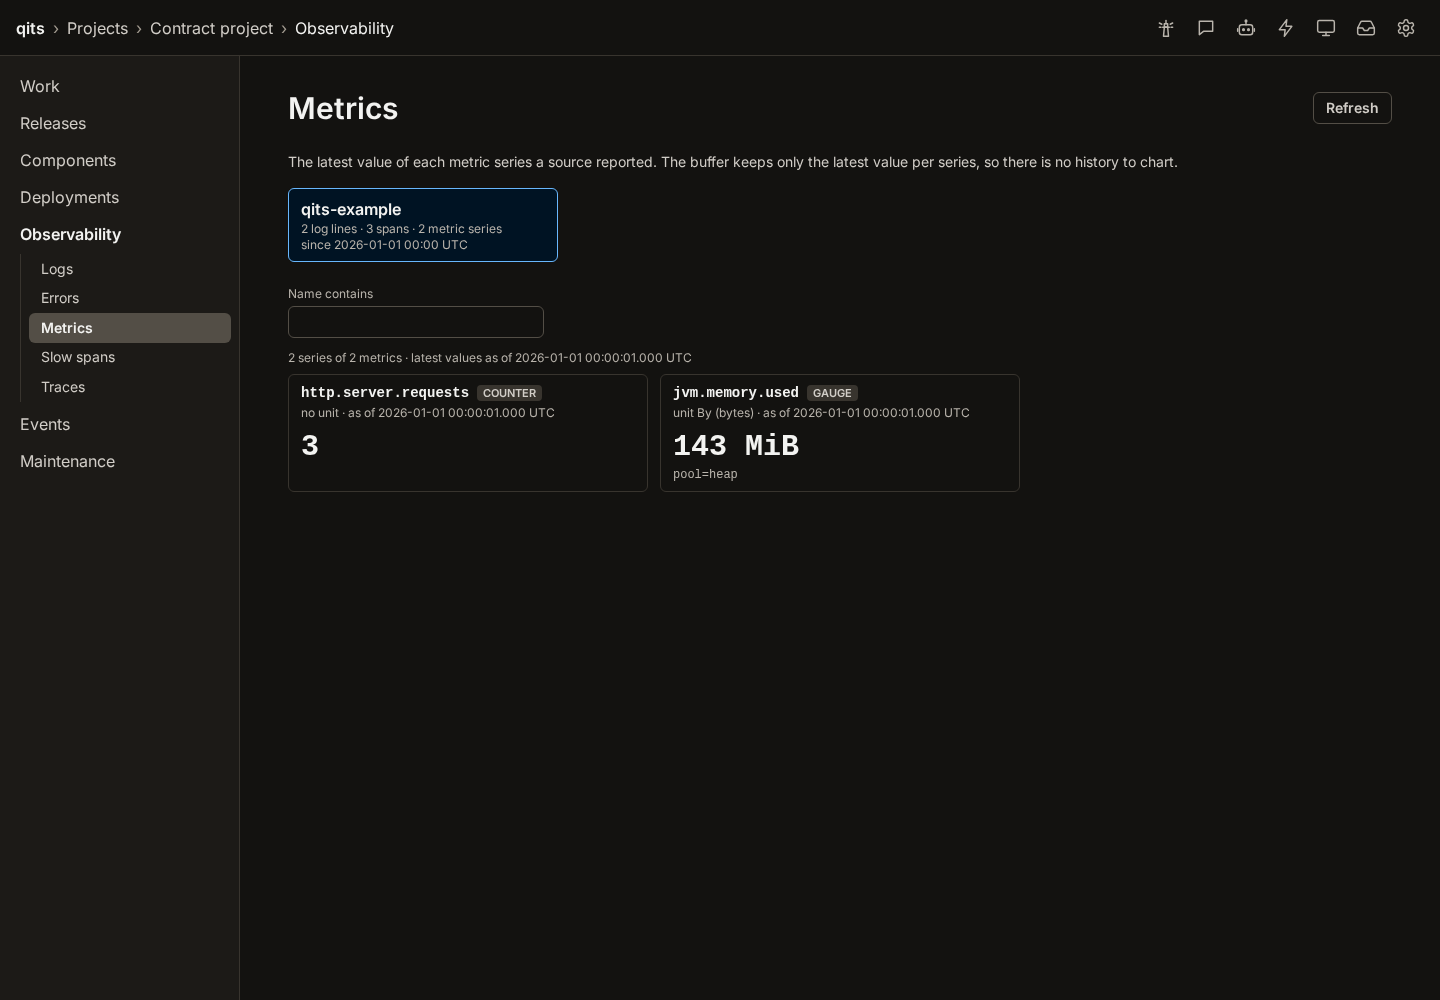 qits › Projects › Contract project › Observability
Work
Releases
Components
Deployments
Observability
Logs
Errors
Metrics
Slow spans
Traces
Events
Maintenance
Metrics
Refresh
The latest value of each metric series a source reported. The buffer keeps only the latest value per series, so there is no history to chart.
qits-example
2 log lines · 3 spans · 2 metric series
since 2026-01-01 00:00 UTC
Name contains
2 series of 2 metrics · latest values as of 2026-01-01 00:00:01.000 UTC
http.server.requests COUNTER
no unit · as of 2026-01-01 00:00:01.000 UTC
3
jvm.memory.used GAUGE
unit By (bytes) · as of 2026-01-01 00:00:01.000 UTC
143 MiB
pool=heap